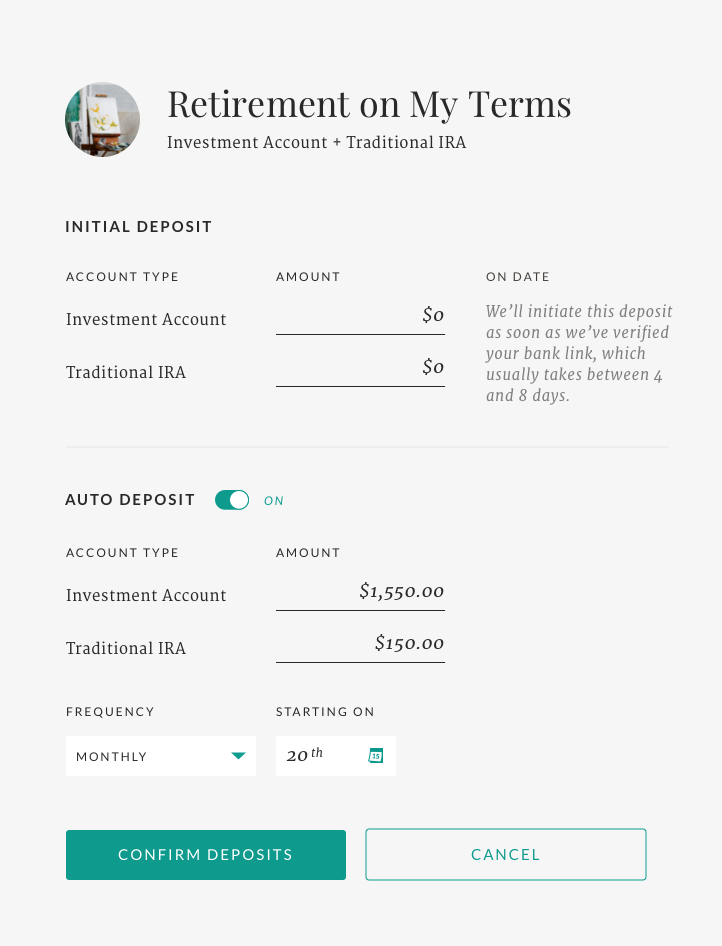 Retirement on My Terms
Investment Account + Traditional IRA
INITIAL DEPOSIT
ACCOUNT TYPE AMOUNT ON DATE
Investment Account $0
Traditional IRA $0
We’ll initiate this deposit
as soon as we’ve verified
your bank link, which
usually takes between 4
and 8 days.
AUTO DEPOSIT ON
ACCOUNT TYPE AMOUNT
Investment Account $1,550.00
Traditional IRA $150.00
FREQUENCY STARTING ON
MONTHLY 20th 15
CONFIRM DEPOSITS CANCEL